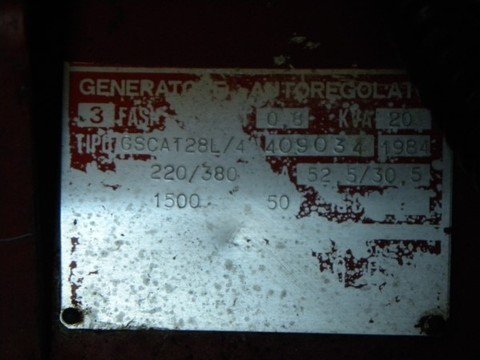 GENERATORE AUTOREGOLATO
3 FASI 0,8 KVA 20
TIPO GSCAT28L/4 409034 1984
220/380 52,5/30,5
1500 50